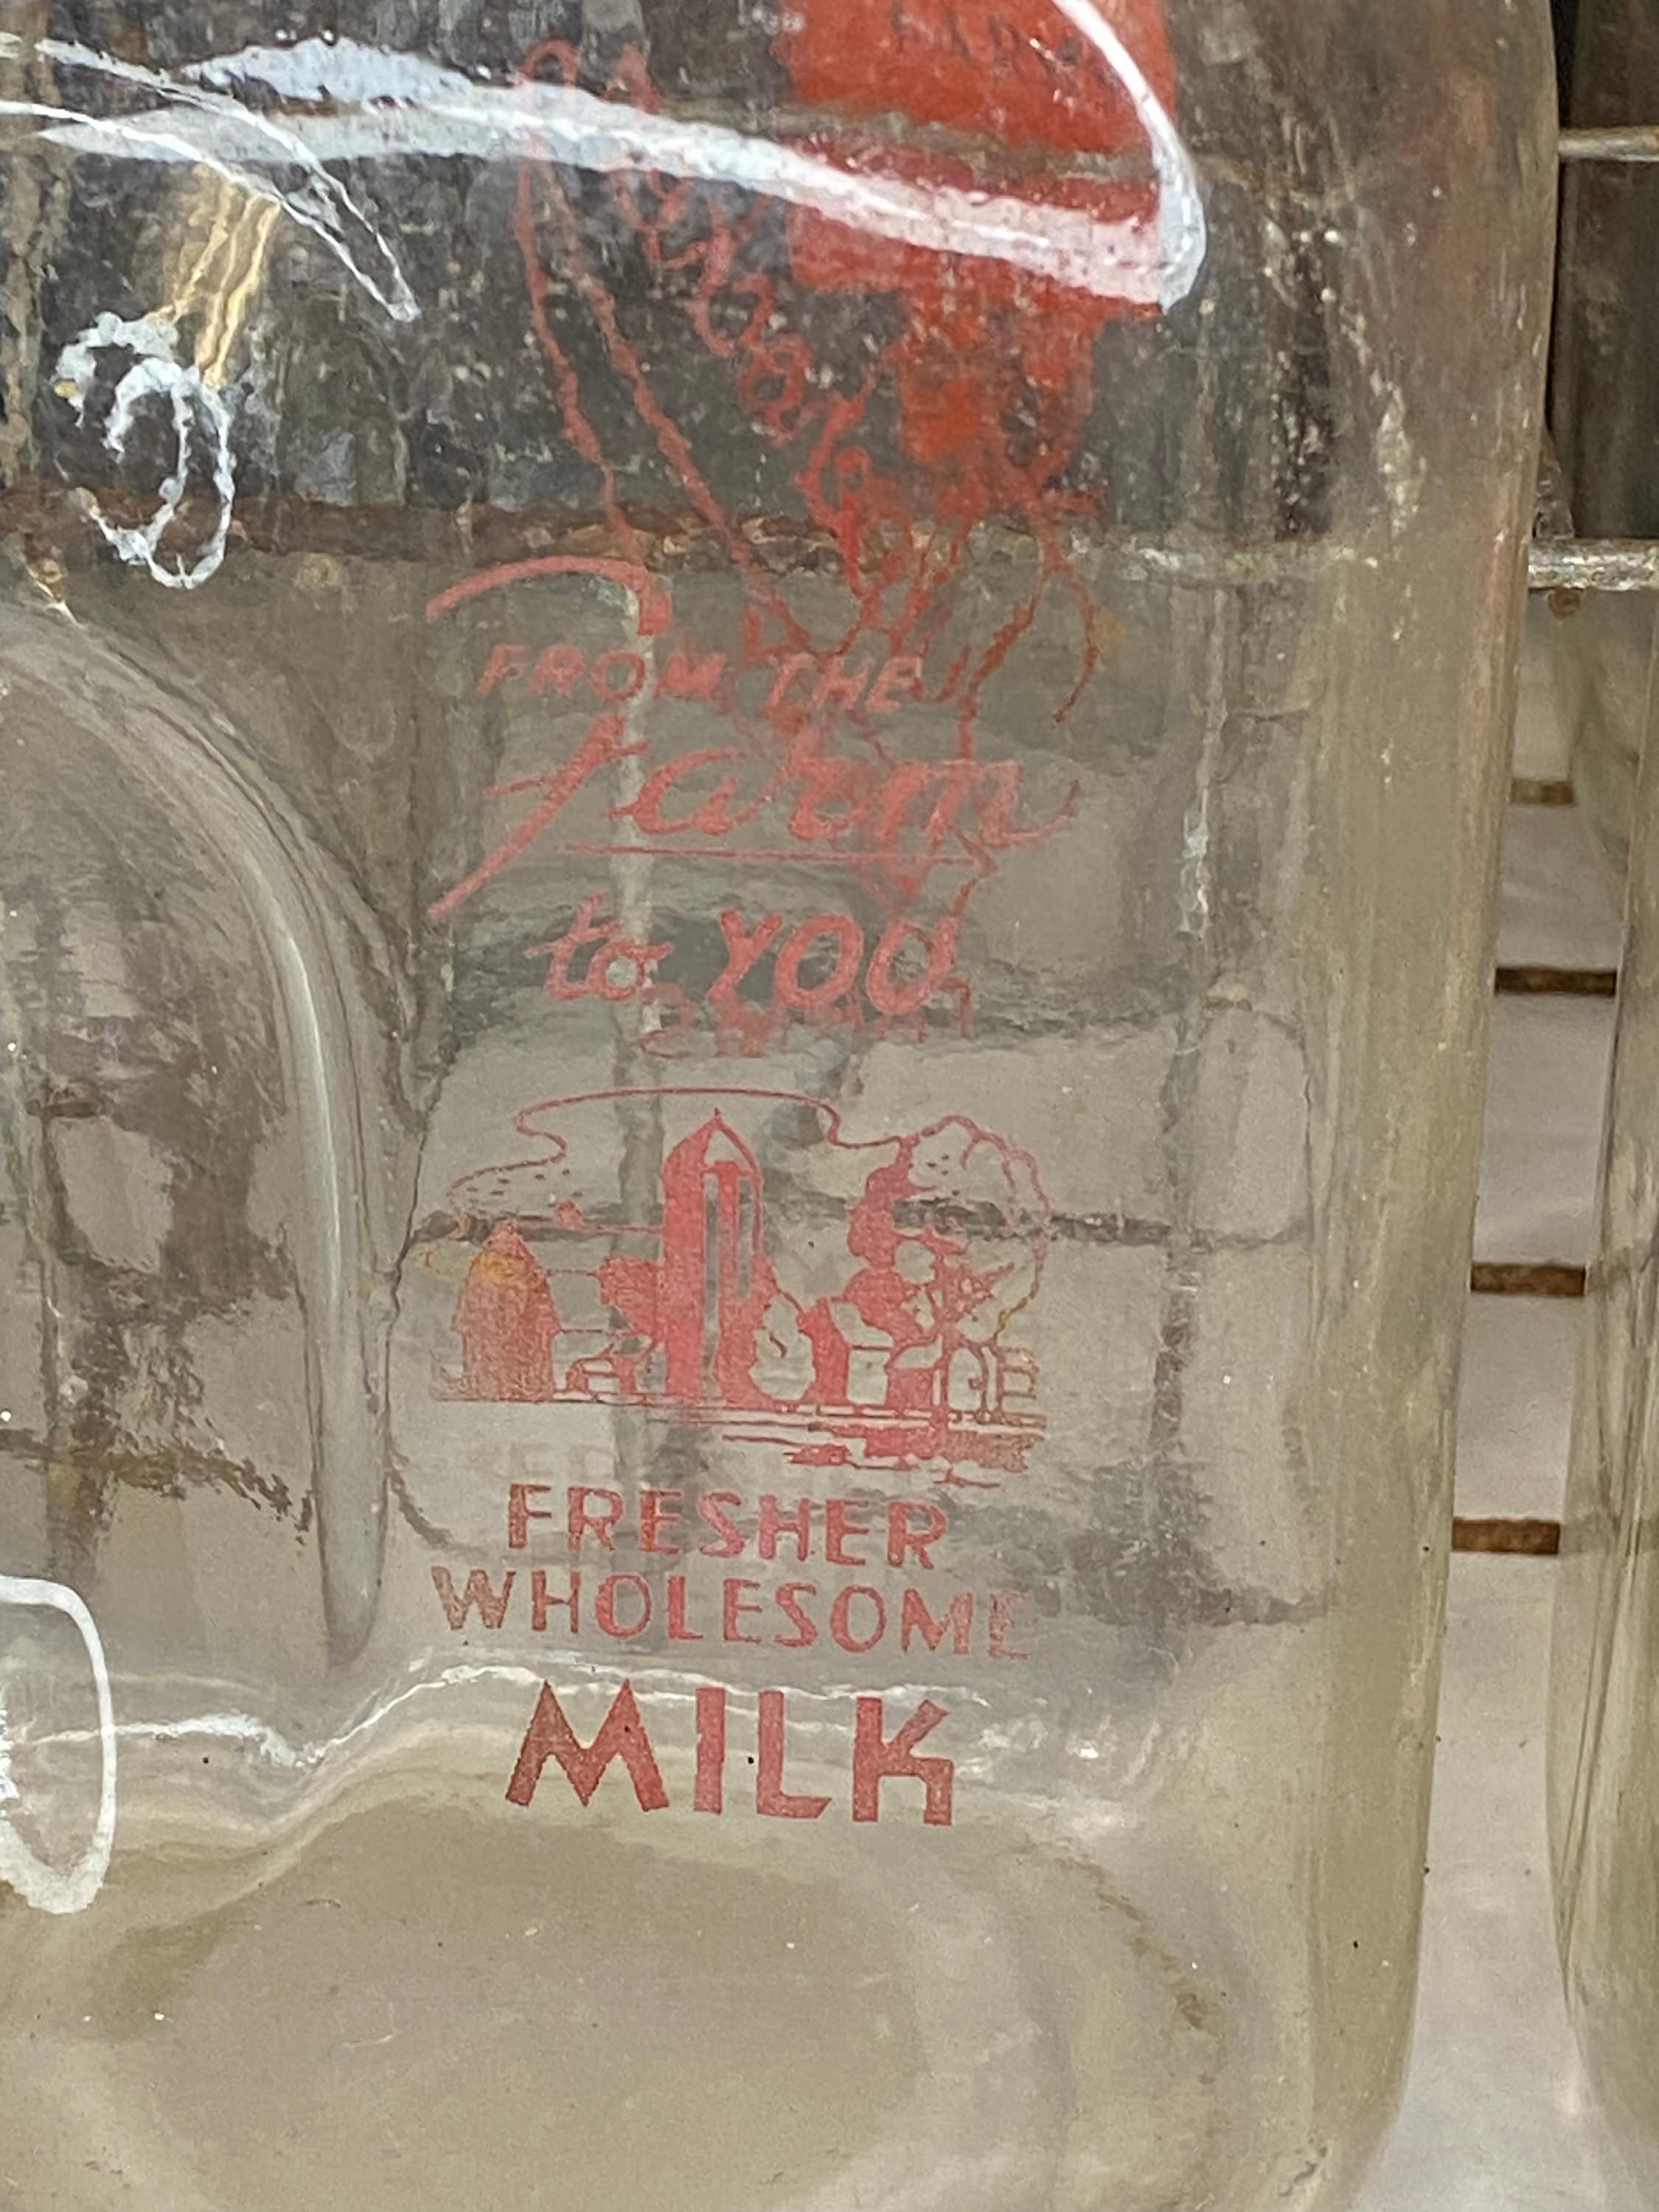 FROM THE
Farm
to YOU
FRESHER
WHOLESOME
MILK